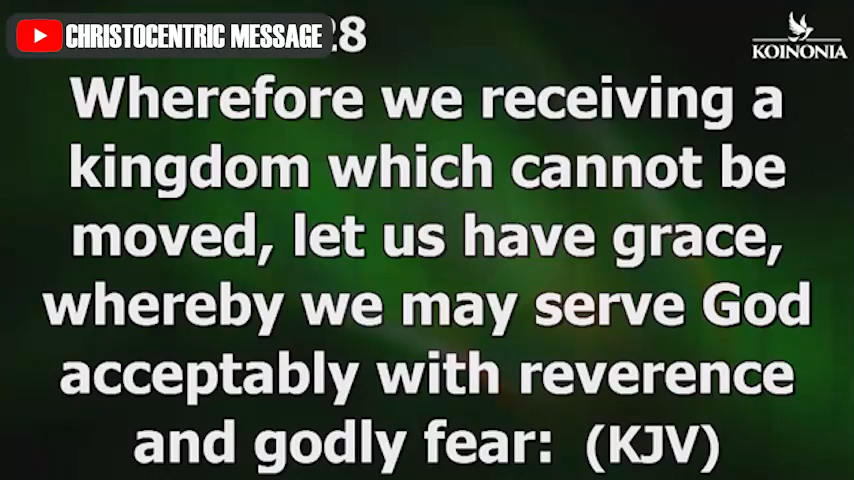 CHRISTOCENTRIC MESSAGE
28
KOINONIA
Wherefore we receiving a
kingdom which cannot be
moved, let us have grace,
whereby we may serve God
acceptably with reverence
and godly fear: (KJV)